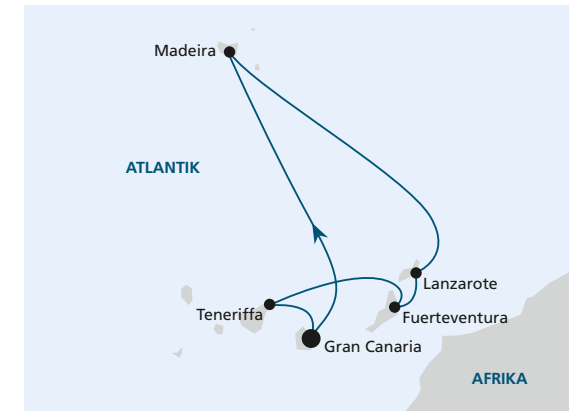 Madeira
ATLANTIK
Lanzarote
Teneriffa
Fuerteventura
Gran Canaria
AFRIKA